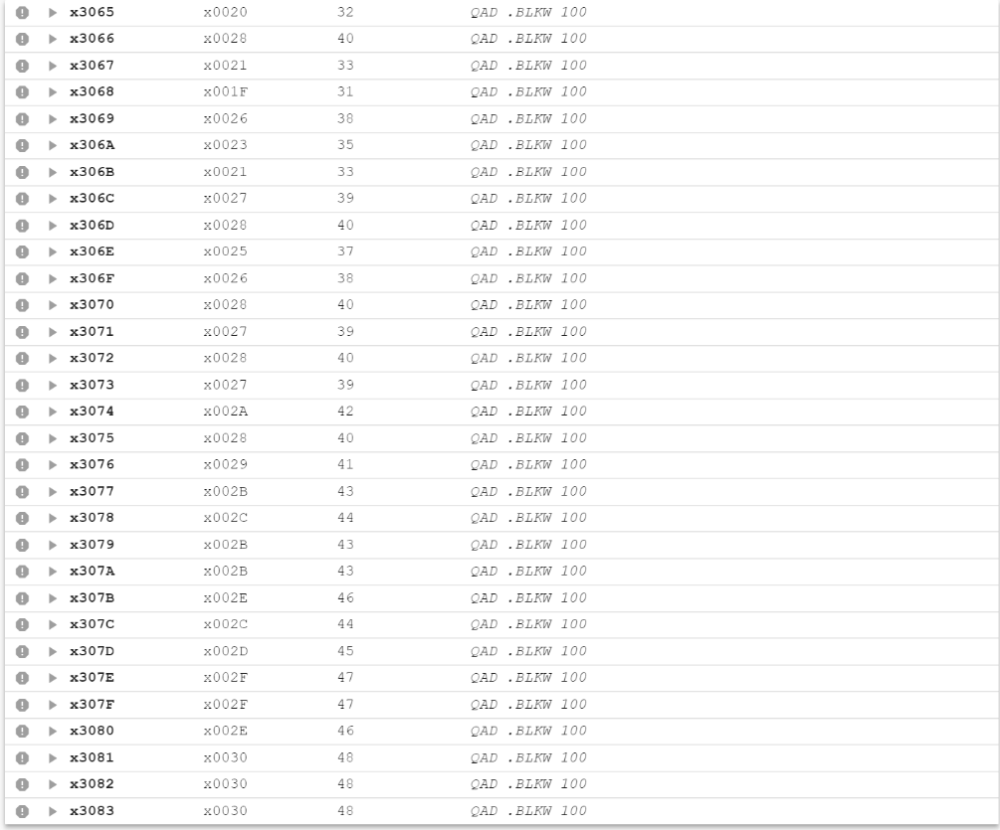 x3065 x0020 32 QAD .BLKW 100
x3066 x0028 40 QAD .BLKW 100
x3067 x0021 33 QAD .BLKW 100
x3068 x001F 31 QAD .BLKW 100
x3069 x0026 38 QAD .BLKW 100
x306A x0023 35 QAD .BLKW 100
x306B x0021 33 QAD .BLKW 100
x306C x0027 39 QAD .BLKW 100
x306D x0028 40 QAD .BLKW 100
x306E x0025 37 QAD .BLKW 100
x306F x0026 38 QAD .BLKW 100
x3070 x0028 40 QAD .BLKW 100
x3071 x0027 39 QAD .BLKW 100
x3072 x0028 40 QAD .BLKW 100
x3073 x0027 39 QAD .BLKW 100
x3074 x002A 42 QAD .BLKW 100
x3075 x0028 40 QAD .BLKW 100
x3076 x0029 41 QAD .BLKW 100
x3077 x002B 43 QAD .BLKW 100
x3078 x002C 44 QAD .BLKW 100
x3079 x002B 43 QAD .BLKW 100
x307A x002B 43 QAD .BLKW 100
x307B x002E 46 QAD .BLKW 100
x307C x002C 44 QAD .BLKW 100
x307D x002D 45 QAD .BLKW 100
x307E x002F 47 QAD .BLKW 100
x307F x002F 47 QAD .BLKW 100
x3080 x002E 46 QAD .BLKW 100
x3081 x0030 48 QAD .BLKW 100
x3082 x0030 48 QAD .BLKW 100
x3083 x0030 48 QAD .BLKW 100